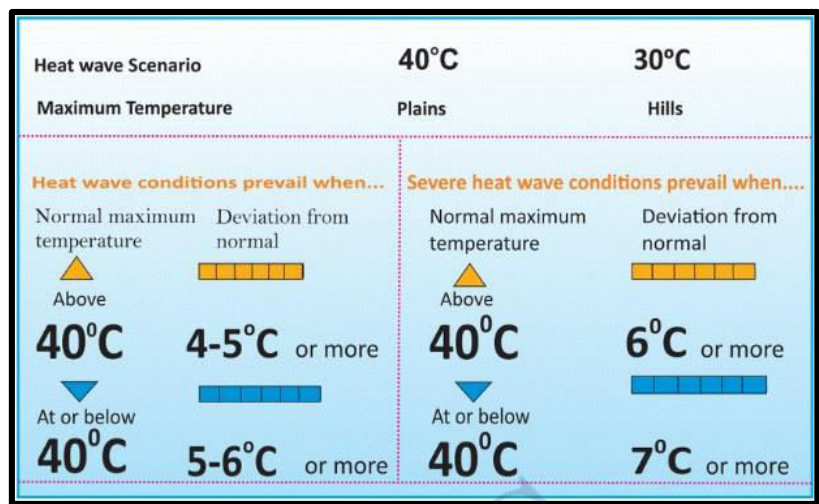 Heat wave Scenario 40°C 30°C
Maximum Temperature Plains Hills
Heat wave conditions prevail when...
Normal maximum temperature
Deviation from normal
Above
40°C 4-5°C or more
At or below
40°C 5-6°C or more
Severe heat wave conditions prevail when....
Normal maximum temperature
Deviation from normal
Above
40°C 6°C or more
At or below
40°C 7°C or more